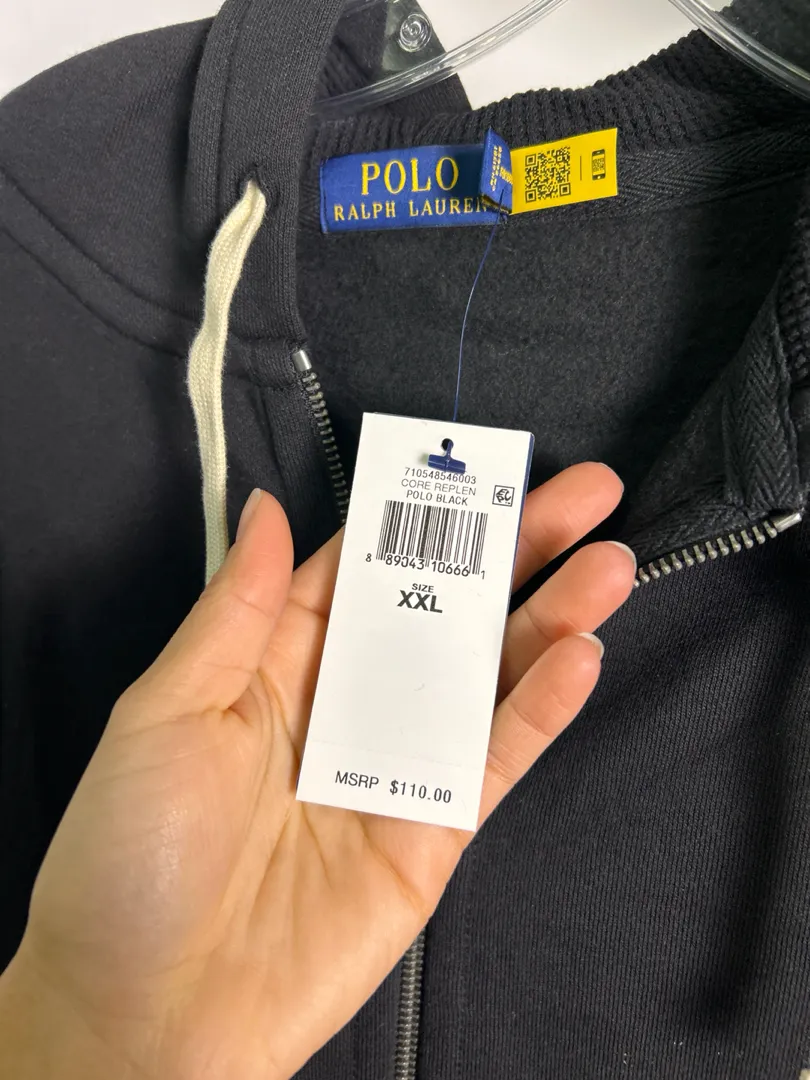 POLO
RALPH LAUREN
710548546003
CORE REPLEN
POLO BLACK
8 89043 10666 1
SIZE
XXL
MSRP $110.00